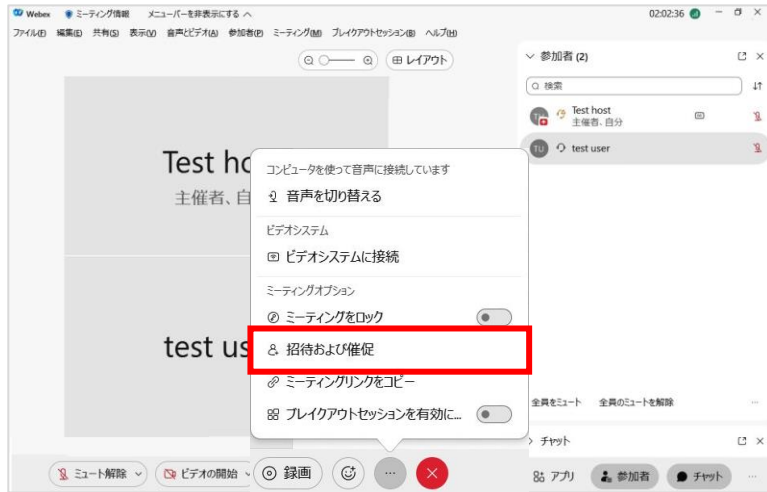 Webex ミーティング情報 メニューバーを非表示にする 02:02:36
ファイル(F) 編集(E) 共有(S) 表示(V) 音声とビデオ(A) 参加者(P) ミーティング(M) ブレイクアウトセッション(B) ヘルプ(H)
レイアウト
参加者 (2)
検索
TH
Test host
主催者、自分
TU test user
Test ho
主催者、自
test us
コンピュータを使って音声に接続しています
音声を切り替える
ビデオシステム
ビデオシステムに接続
ミーティングオプション
ミーティングをロック
招待および催促
ミーティングリンクをコピー
ブレイクアウトセッションを有効に...
全員をミュート 全員のミュートを解除 ...
チャット
ミュート解除 ビデオの開始 録画 ... アプリ 参加者 チャット ...